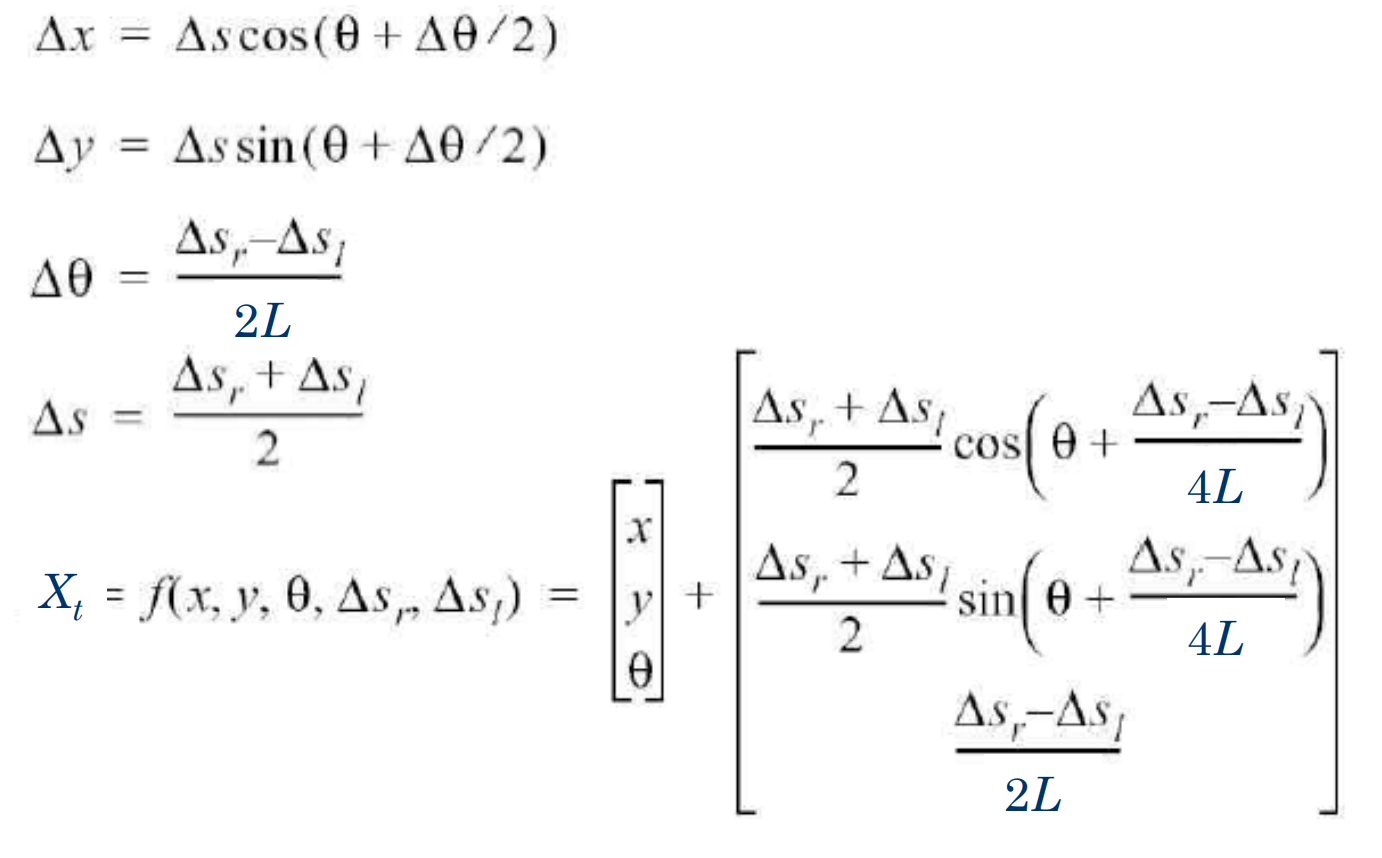 Δx = Δs cos(θ + Δθ/2)
Δy = Δs sin(θ + Δθ/2)
Δθ = (Δs_r–Δs_l) / 2L
Δs = (Δs_r + Δs_l) / 2
X_t = f(x, y, θ, Δs_r, Δs_l) = [x y θ] + [(Δs_r + Δs_l)/2 cos(θ + (Δs_r–Δs_l)/4L) (Δs_r + Δs_l)/2 sin(θ + (Δs_r–Δs_l)/4L) (Δs_r–Δs_l)/2L]